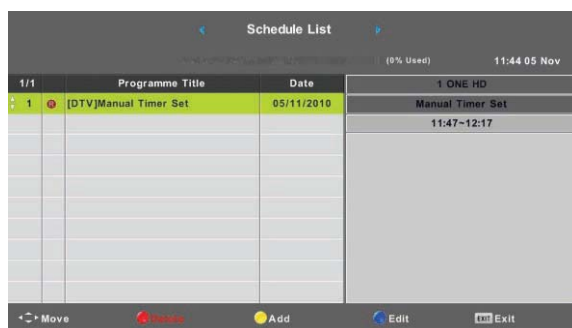 Schedule List
(0% Used) 11:44 05 Nov
1/1 Programme Title Date 1 ONE HD
1 [DTV]Manual Timer Set 05/11/2010 Manual Timer Set
11:47~12:17
Move Delete Add Edit EXIT Exit